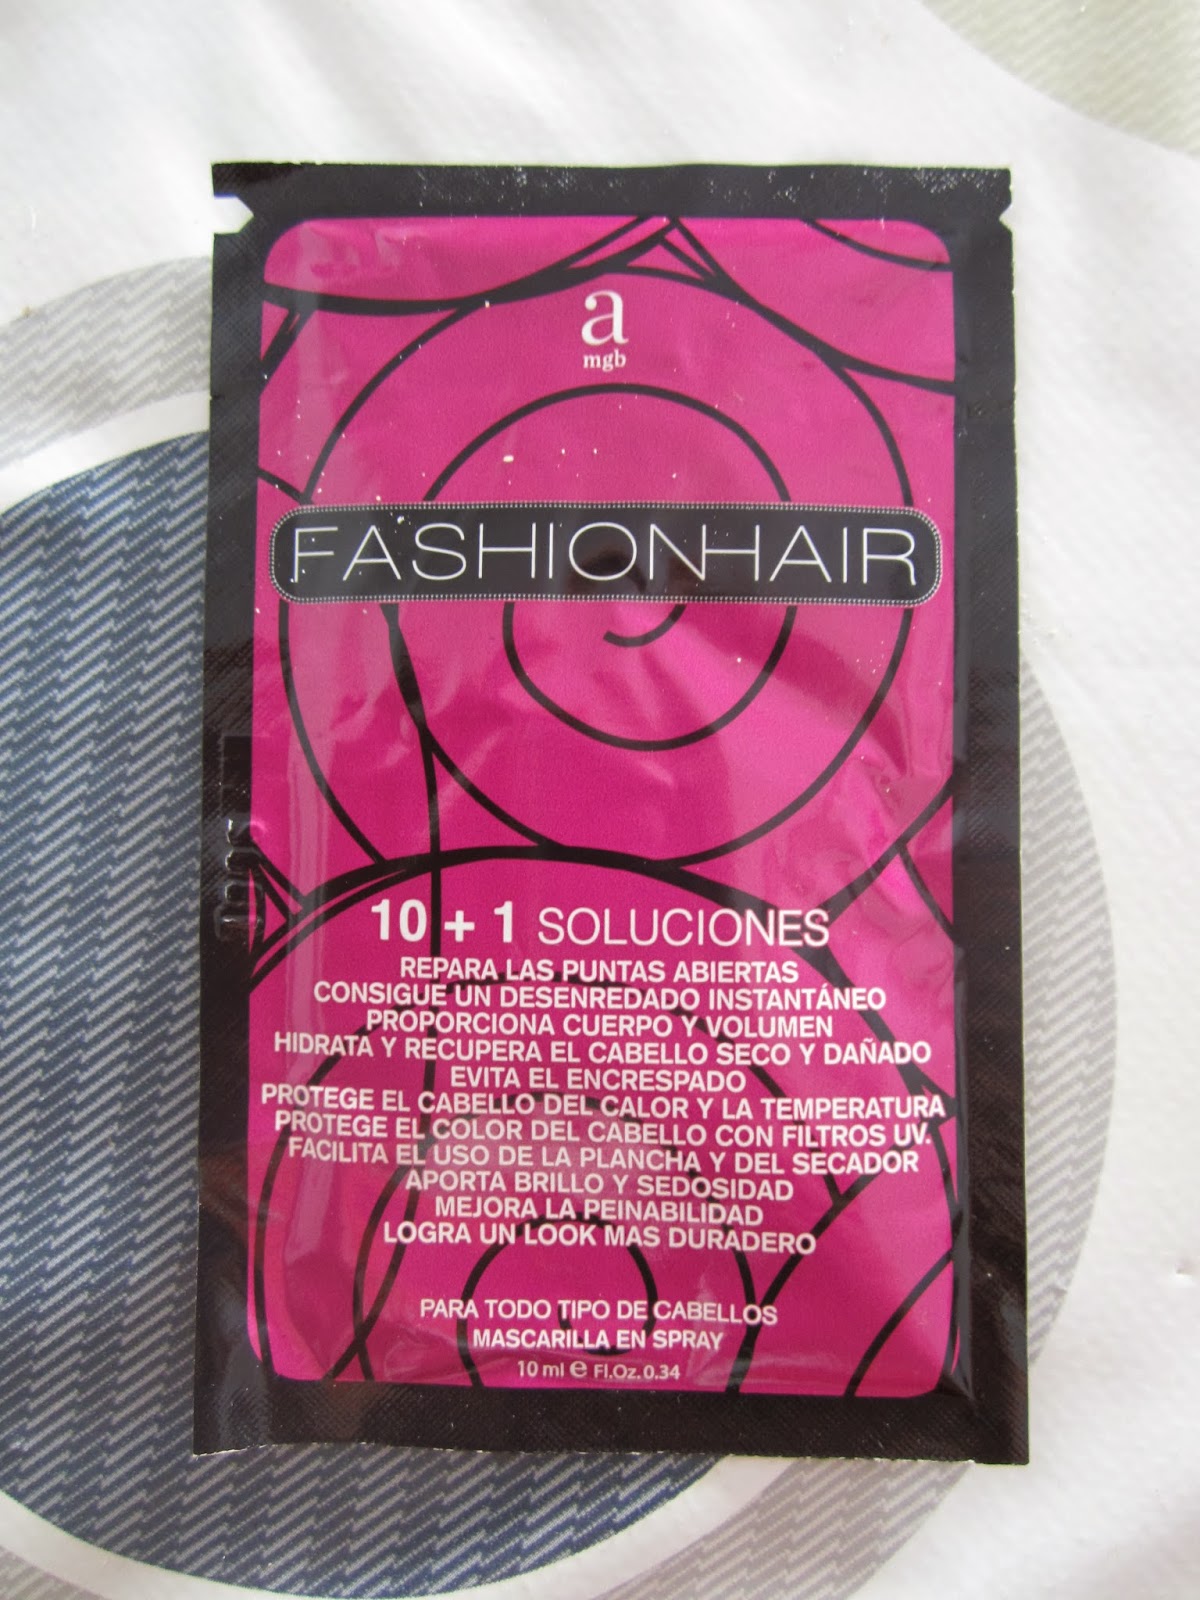 a
mgb
FASHIONHAIR
10 + 1 SOLUCIONES
REPARA LAS PUNTAS ABIERTAS
CONSIGUE UN DESENREDADO INSTANTÁNEO
PROPORCIONA CUERPO Y VOLUMEN
HIDRATA Y RECUPERA EL CABELLO SECO Y DAÑADO
EVITA EL ENCRESPADO
PROTEGE EL CABELLO DEL CALOR Y LA TEMPERATURA
PROTEGE EL COLOR DEL CABELLO CON FILTROS UV.
FACILITA EL USO DE LA PLANCHA Y DEL SECADOR
APORTA BRILLO Y SEDOSIDAD
MEJORA LA PEINABILIDAD
LOGRA UN LOOK MAS DURADERO
PARA TODO TIPO DE CABELLOS
MASCARILLA EN SPRAY
10 ml e Fl.Oz. 0.34